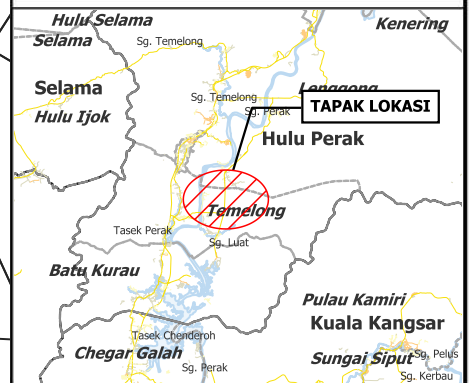 Hulu Selama
Kenering
Selama
Sg. Temelong
Selama
Lenggong
Sg. Temelong
TAPAK LOKASI
Hulu Ijok
Sg. Perak
Hulu Perak
Temelong
Tasek Perak
Sg. Luat
Batu Kurau
Pulau Kamiri
Kuala Kangsar
Tasek Chenderoh
Chegar Galah
Sungai Siput
Sg. Pelus
Sg. Perak
Sg. Kerbau